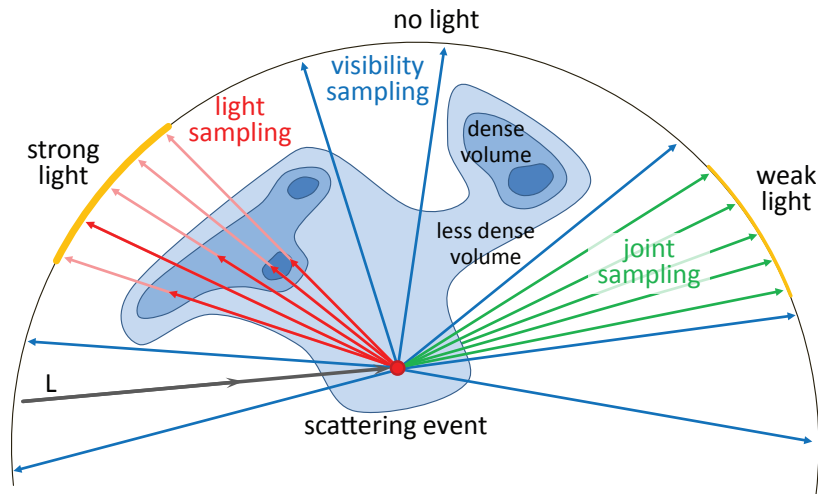 no light
visibility
sampling
light
sampling
strong
light
dense
volume
weak
light
less dense
volume
joint
sampling
L
scattering event